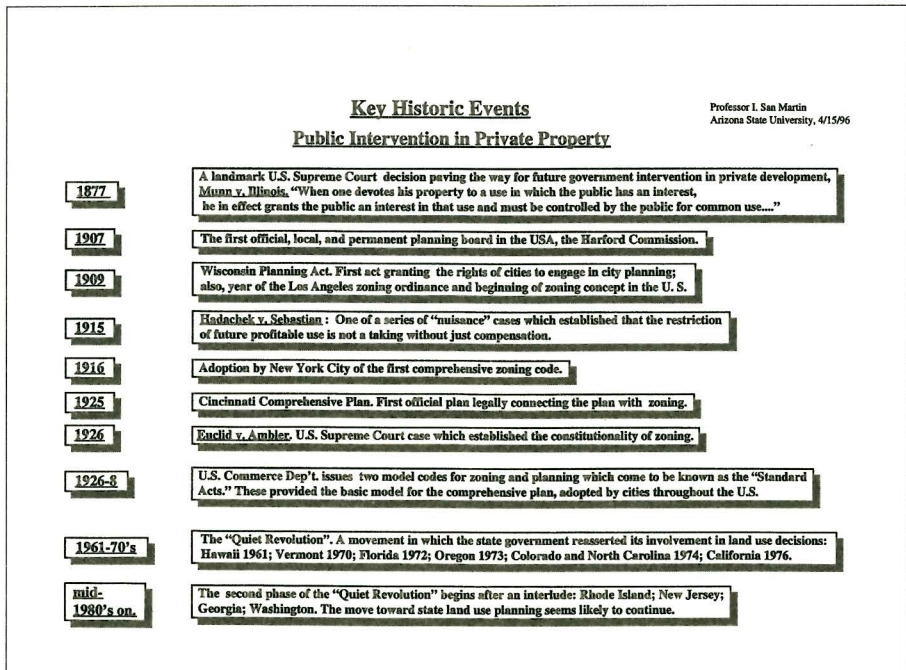 Key Historic Events
Public Intervention in Private Property
Professor I. San Martin
Arizona State University, 4/15/96
1877
A landmark U.S. Supreme Court decision paving the way for future government intervention in private development,
Munn v. Illinois. “When one devotes his property to a use in which the public has an interest,
he in effect grants the public an interest in that use and must be controlled by the public for common use....”
1907
The first official, local, and permanent planning board in the USA, the Harford Commission.
1909
Wisconsin Planning Act. First act granting the rights of cities to engage in city planning;
also, year of the Los Angeles zoning ordinance and beginning of zoning concept in the U. S.
1915
Hadachek v. Sebastian : One of a series of “nuisance” cases which established that the restriction
of future profitable use is not a taking without just compensation.
1916
Adoption by New York City of the first comprehensive zoning code.
1925
Cincinnati Comprehensive Plan. First official plan legally connecting the plan with zoning.
1926
Euclid v. Ambler. U.S. Supreme Court case which established the constitutionality of zoning.
1926-8
U.S. Commerce Dep't. issues two model codes for zoning and planning which come to be known as the “Standard
Acts.” These provided the basic model for the comprehensive plan, adopted by cities throughout the U.S.
1961-70's
The “Quiet Revolution”. A movement in which the state government reasserted its involvement in land use decisions:
Hawaii 1961; Vermont 1970; Florida 1972; Oregon 1973; Colorado and North Carolina 1974; California 1976.
mid-
1980's on.
The second phase of the “Quiet Revolution” begins after an interlude: Rhode Island; New Jersey;
Georgia; Washington. The move toward state land use planning seems likely to continue.